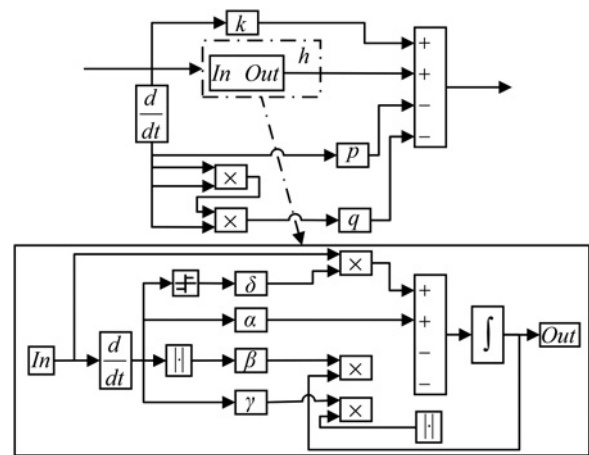 k
+
In Out
h
+
d
dt
−
p
−
×
×
q
×
δ
+
α
+
In
d
dt
|·|
β
×
−
∫
Out
γ
×
−
|·|